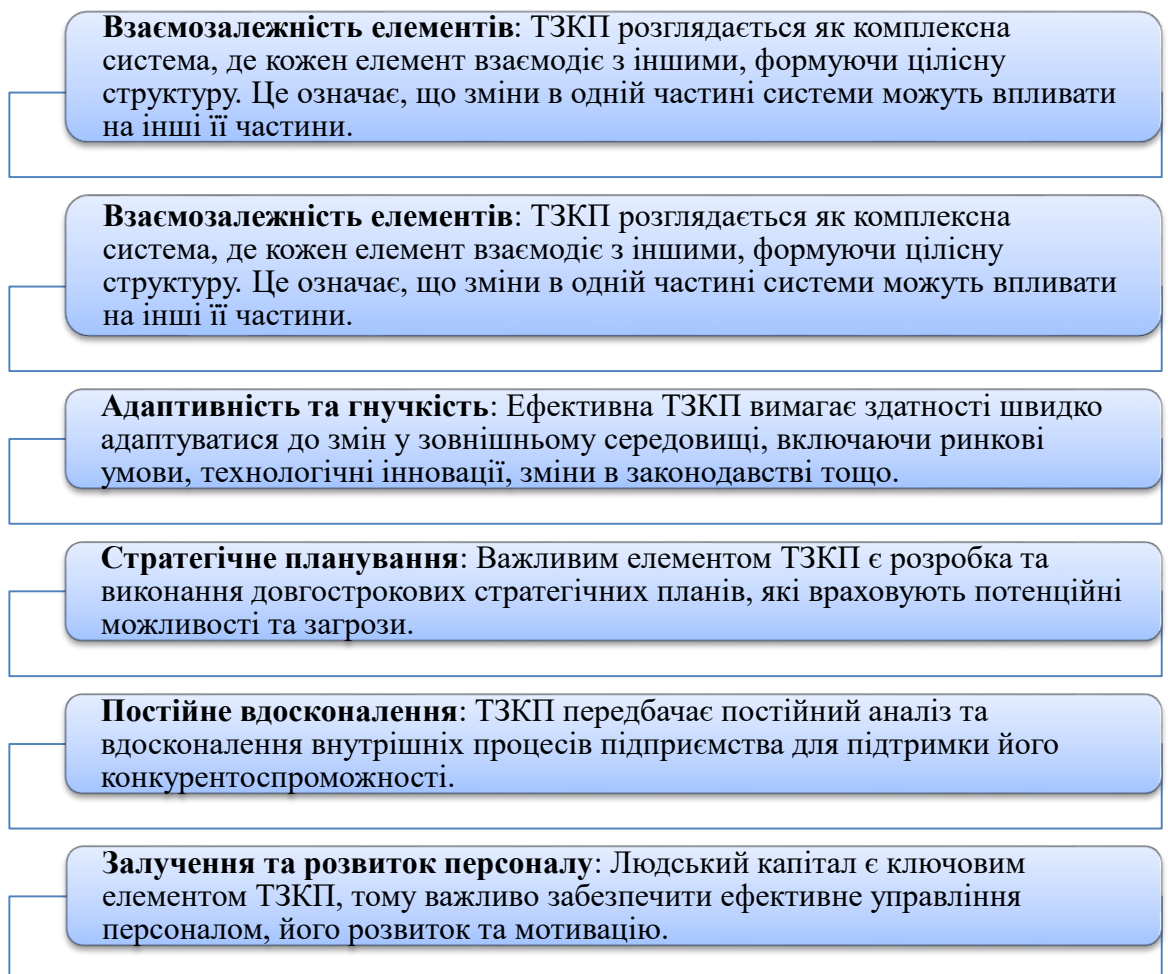 Взаємозалежність елементів: ТЗКП розглядається як комплексна
система, де кожен елемент взаємодіє з іншими, формуючи цілісну
структуру. Це означає, що зміни в одній частині системи можуть впливати
на інші її частини.
Взаємозалежність елементів: ТЗКП розглядається як комплексна
система, де кожен елемент взаємодіє з іншими, формуючи цілісну
структуру. Це означає, що зміни в одній частині системи можуть впливати
на інші її частини.
Адаптивність та гнучкість: Ефективна ТЗКП вимагає здатності швидко
адаптуватися до змін у зовнішньому середовищі, включаючи ринкові
умови, технологічні інновації, зміни в законодавстві тощо.
Стратегічне планування: Важливим елементом ТЗКП є розробка та
виконання довгострокових стратегічних планів, які враховують потенційні
можливості та загрози.
Постійне вдосконалення: ТЗКП передбачає постійний аналіз та
вдосконалення внутрішніх процесів підприємства для підтримки його
конкурентоспроможності.
Залучення та розвиток персоналу: Людський капітал є ключовим
елементом ТЗКП, тому важливо забезпечити ефективне управління
персоналом, його розвиток та мотивацію.